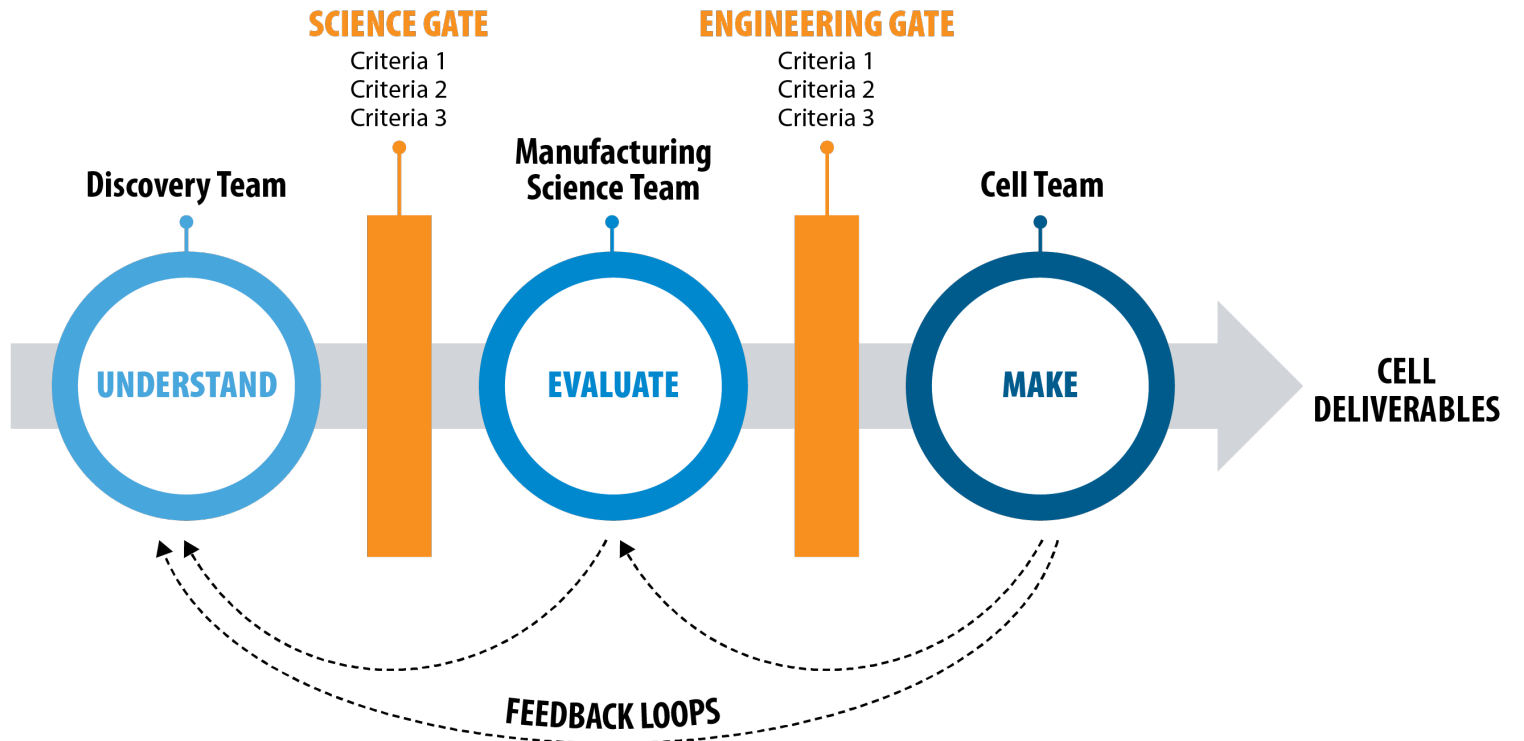 SCIENCE GATE
Criteria 1
Criteria 2
Criteria 3
ENGINEERING GATE
Criteria 1
Criteria 2
Criteria 3
Discovery Team
Manufacturing
Science Team
Cell Team
UNDERSTAND
EVALUATE
MAKE
CELL
DELIVERABLES
FEEDBACK LOOPS